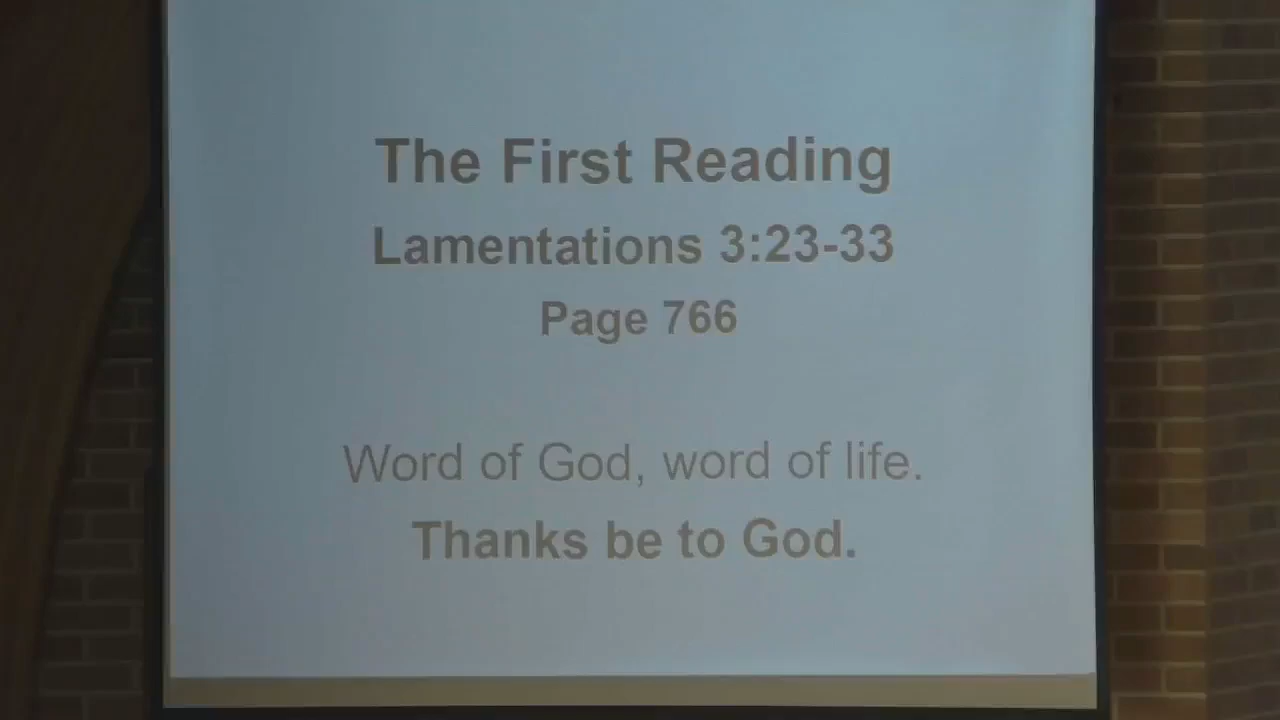 The First Reading
Lamentations 3:23-33
Page 766
Word of God, word of life.
Thanks be to God.